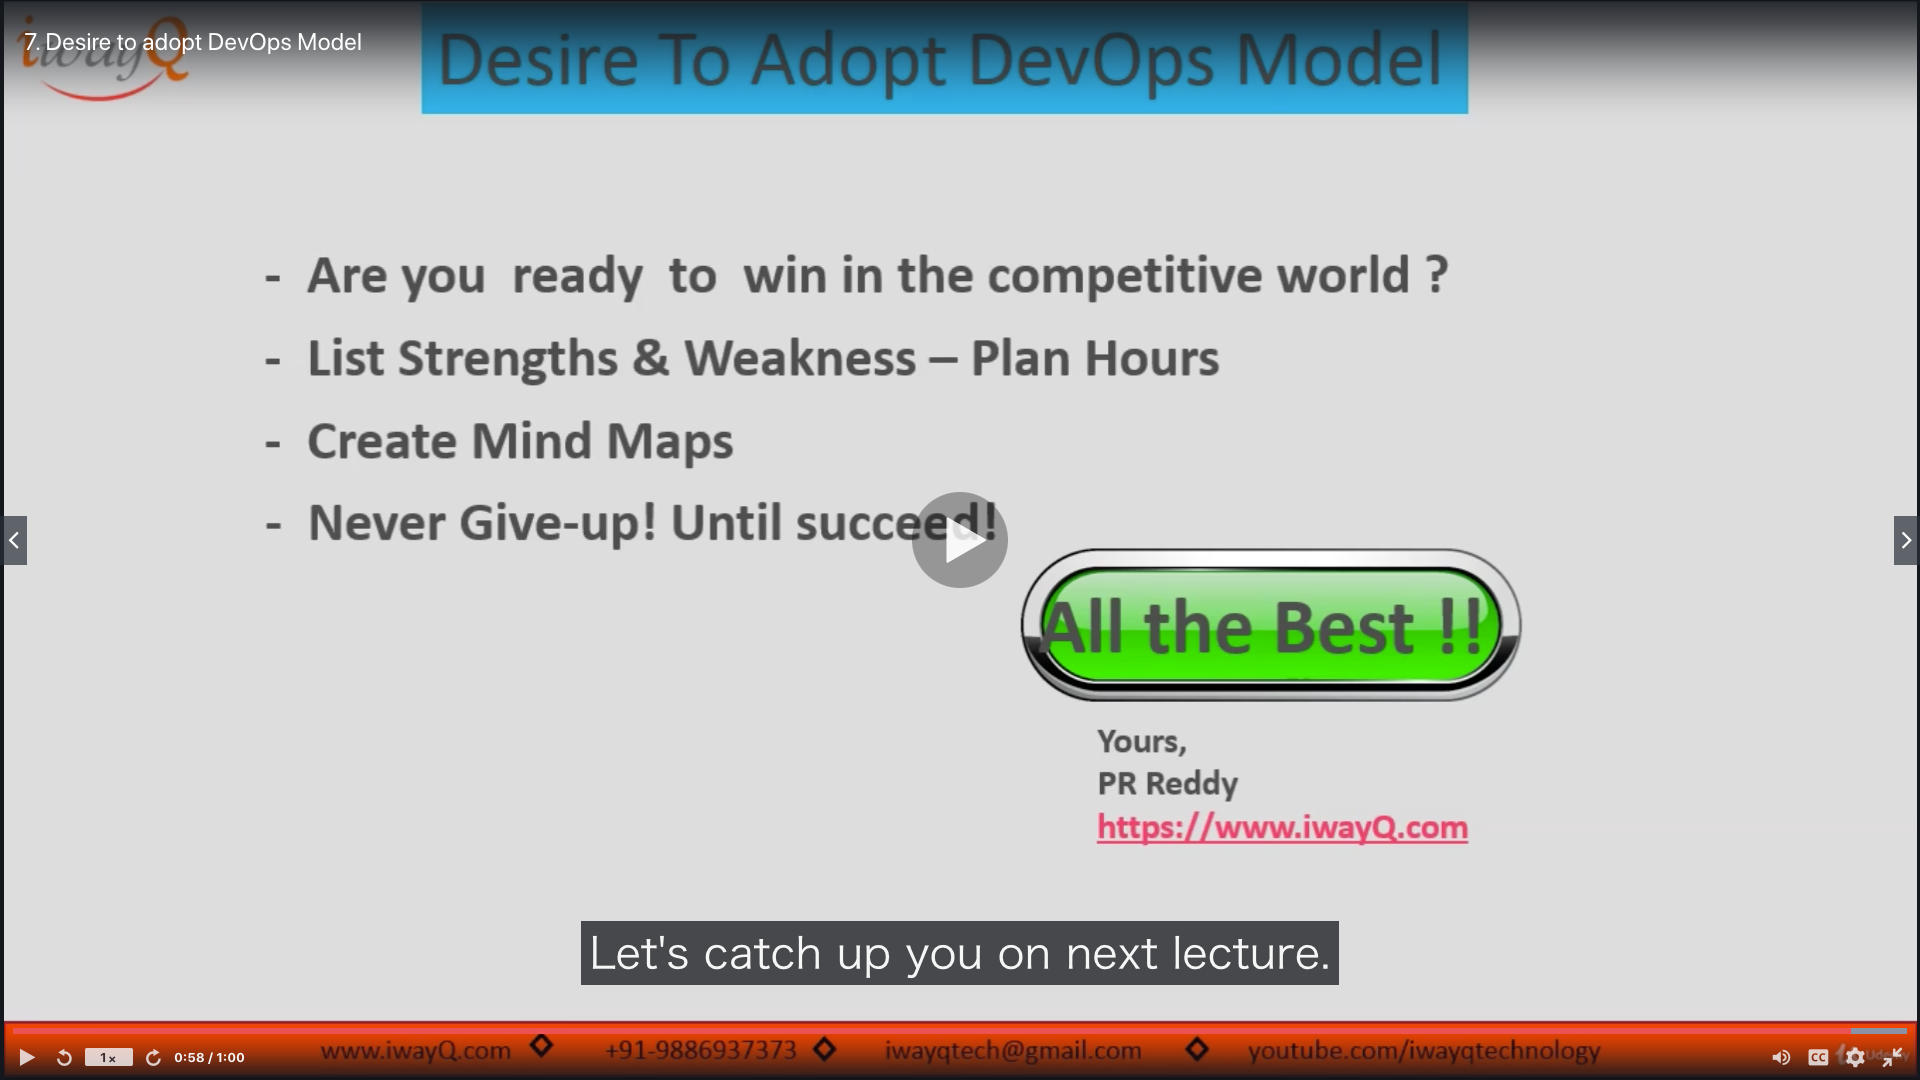 iwayQ
7. Desire to adopt DevOps Model
Desire To Adopt DevOps Model
- Are you ready to win in the competitive world ?
- List Strengths & Weakness – Plan Hours
- Create Mind Maps
- Never Give-up! Until succeed!
All the Best !!
Yours,
PR Reddy
https://www.iwayQ.com
Let's catch up you on next lecture.
1x
0:58 / 1:00
www.iwayQ.com ◇ +91-9886937373 ◇ iwayqtech@gmail.com ◇ youtube.com/iwayqtechnology
CC